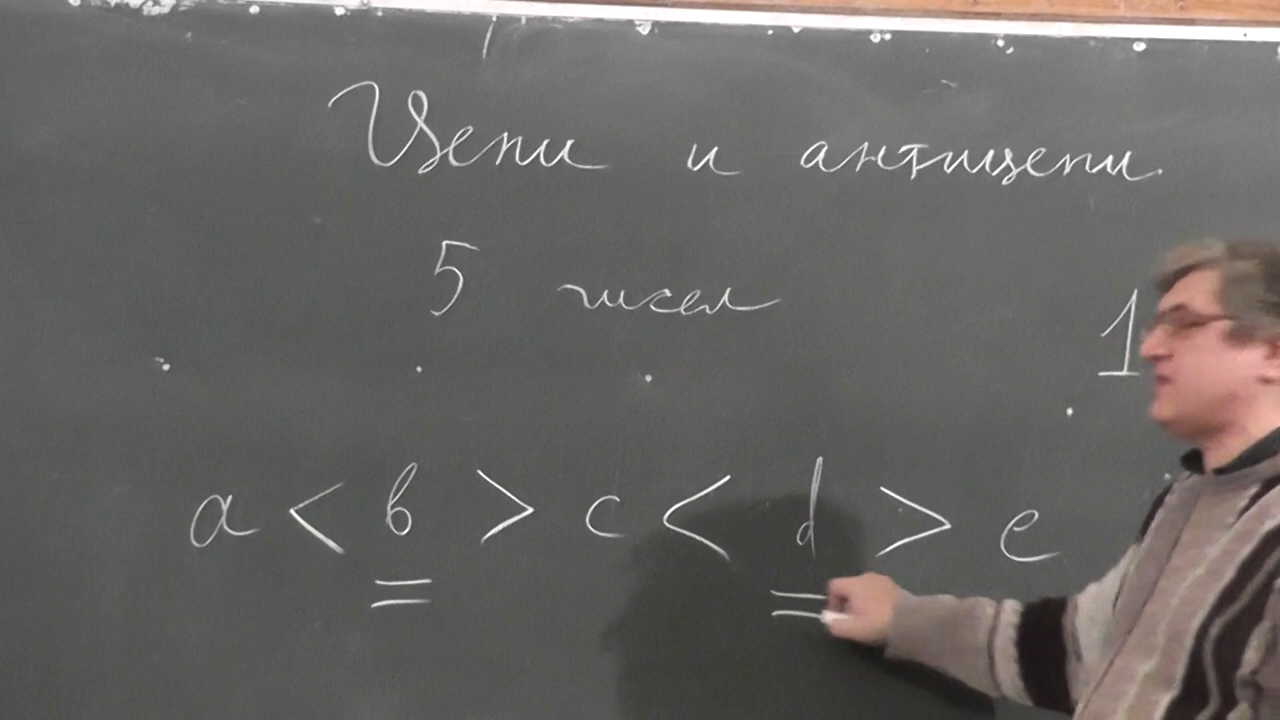 Цепи и антицепи.
5 чисел
1
a < b > c < d > e